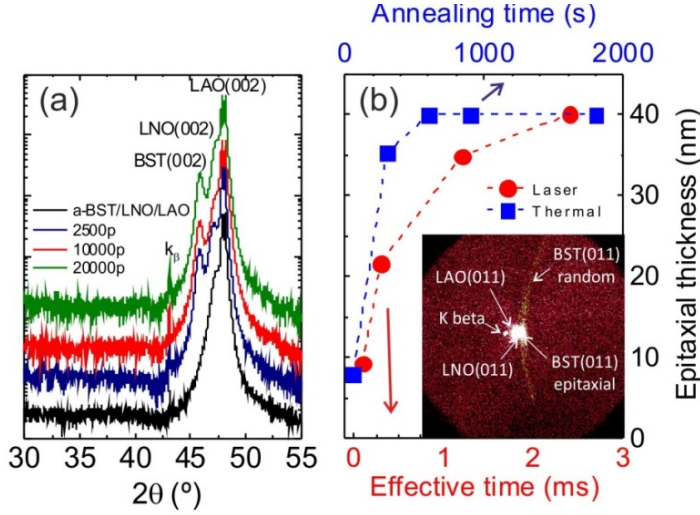 Annealing time (s)
0 1000 2000
(a)
LAO(002)
LNO(002)
BST(002)
a-BST/LNO/LAO
2500p
10000p
20000p
kβ
30 35 40 45 50 55
2θ (º)
(b)
Laser
Thermal
BST(011)
random
LAO(011)
K beta
LNO(011)
BST(011)
epitaxial
40
30
20
10
0
Epitaxial thickness (nm)
0 1 2 3
Effective time (ms)